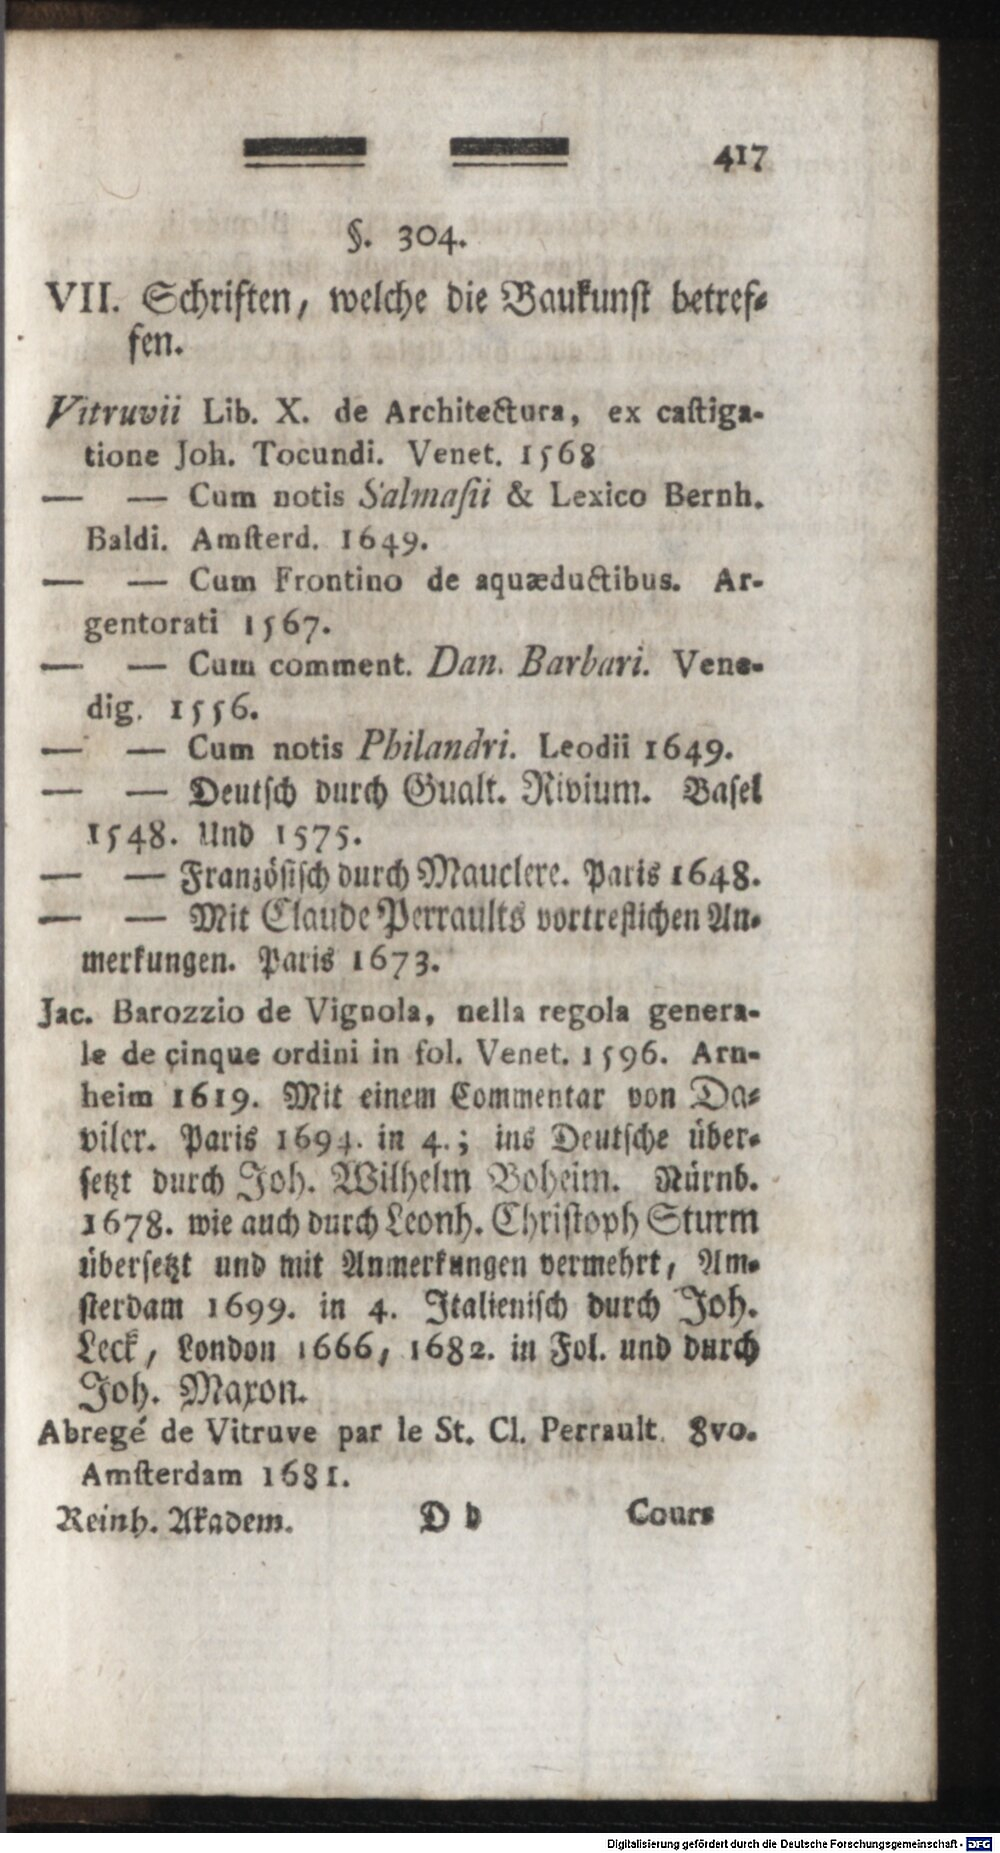 417
§. 304.
VII. Schriften, welche die Baukunst betref-
fen.
Vitruvii Lib. X. de Architectura, ex castiga-
tione Joh. Tocundi. Venet. 1568
— — Cum notis Salmasii & Lexico Bernh.
Baldi. Amsterd. 1649.
— — Cum Frontino de aquæductibus. Ar-
gentorati 1567.
— — Cum comment. Dan. Barbari. Vene-
dig. 1556.
— — Cum notis Philandri. Leodii 1649.
— — Deutsch durch Gualt. Rivium. Basel
1548. Und 1575.
— — Französisch durch Mauclere. Paris 1648.
— — Mit Claude Perraults vortreflichen An-
merkungen. Paris 1673.
Jac. Barozzio de Vignola, nella regola genera-
le de çinque ordini in fol. Venet. 1596. Arn-
heim 1619. Mit einem Commentar von Da-
viler. Paris 1694. in 4.; ins Deutsche über-
setzt durch Joh. Wilhelm Boheim. Nürnb.
1678. wie auch durch Leonh. Christoph Sturm
übersetzt und mit Anmerkungen vermehrt, Am-
sterdam 1699. in 4. Italienisch durch Joh.
Leck, London 1666, 1682. in Fol. und durch
Joh. Maxon.
Abregé de Vitruve par le St. Cl. Perrault. 8vo.
Amsterdam 1681.
Reinh. Akadem. D d Cours
Digitalisierung gefördert durch die Deutsche Forschungsgemeinschaft - DFG